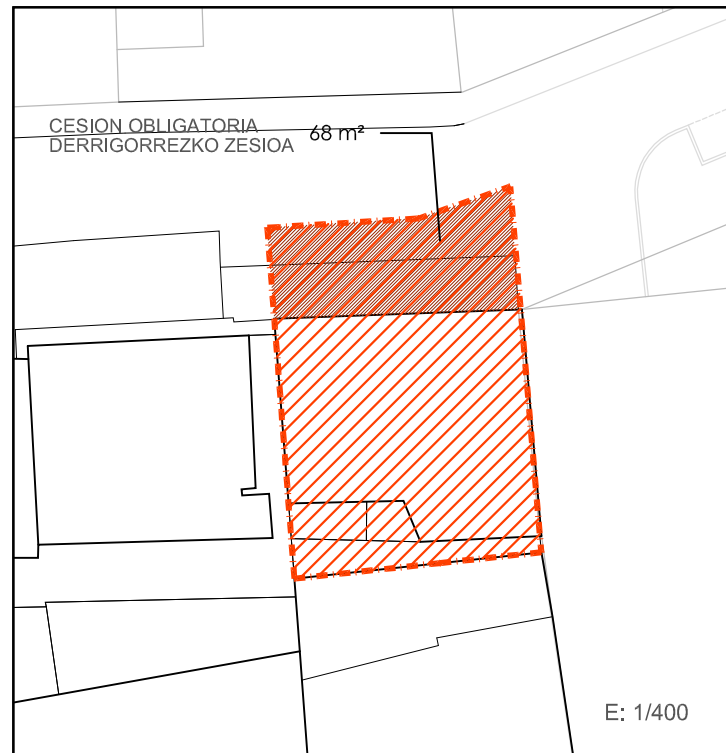 CESION OBLIGATORIA
DERRIGORREZKO ZESIOA
68 m²
E: 1/400